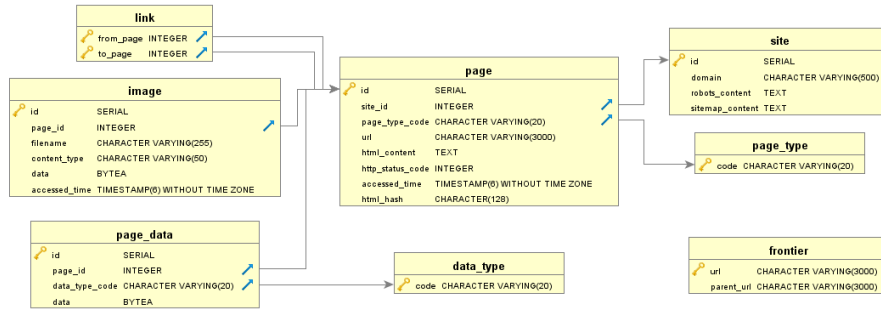 link
from_page INTEGER
to_page INTEGER
image
id SERIAL
page_id INTEGER
filename CHARACTER VARYING(255)
content_type CHARACTER VARYING(50)
data BYTEA
accessed_time TIMESTAMP(6) WITHOUT TIME ZONE
page_data
id SERIAL
page_id INTEGER
data_type_code CHARACTER VARYING(20)
data BYTEA
page
id SERIAL
site_id INTEGER
page_type_code CHARACTER VARYING(20)
url CHARACTER VARYING(3000)
html_content TEXT
http_status_code INTEGER
accessed_time TIMESTAMP(6) WITHOUT TIME ZONE
html_hash CHARACTER(128)
data_type
code CHARACTER VARYING(20)
site
id SERIAL
domain CHARACTER VARYING(500)
robots_content TEXT
sitemap_content TEXT
page_type
code CHARACTER VARYING(20)
frontier
url CHARACTER VARYING(3000)
parent_url CHARACTER VARYING(3000)